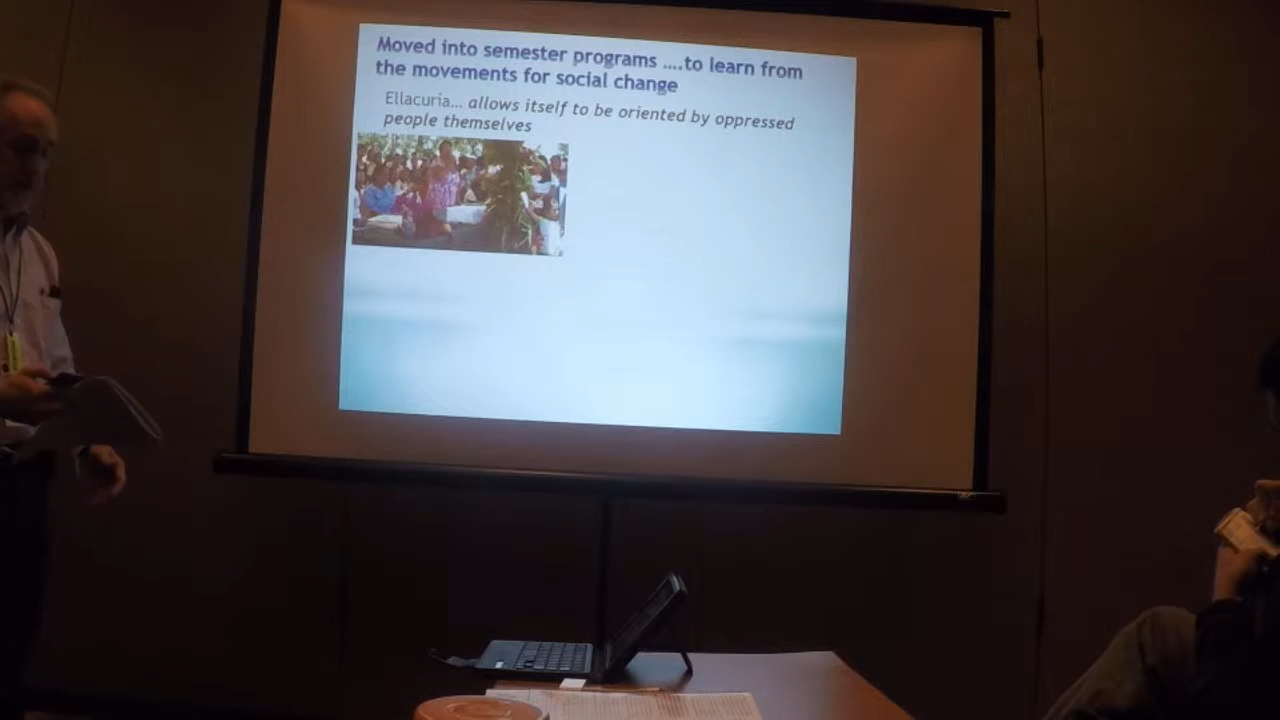 Moved into semester programs ....to learn from
the movements for social change
Ellacuria... allows itself to be oriented by oppressed
people themselves